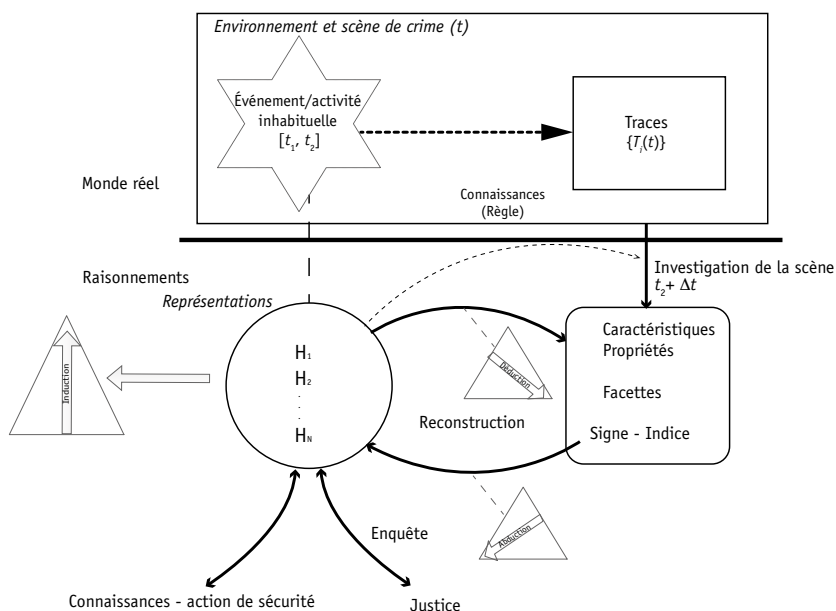 Environnement et scène de crime (t)
Événement/activité
inhabituelle
[t₁, t₂]
Traces
{Tᵢ(t)}
Monde réel
Connaissances
(Règle)
Raisonnements
Représentations
Investigation de la scène
t₂+ Δt
Induction
H₁
H₂
Hₙ
Déduction
Reconstruction
Caractéristiques
Propriétés
Facettes
Signe - Indice
Abduction
Enquête
Connaissances - action de sécurité
Justice